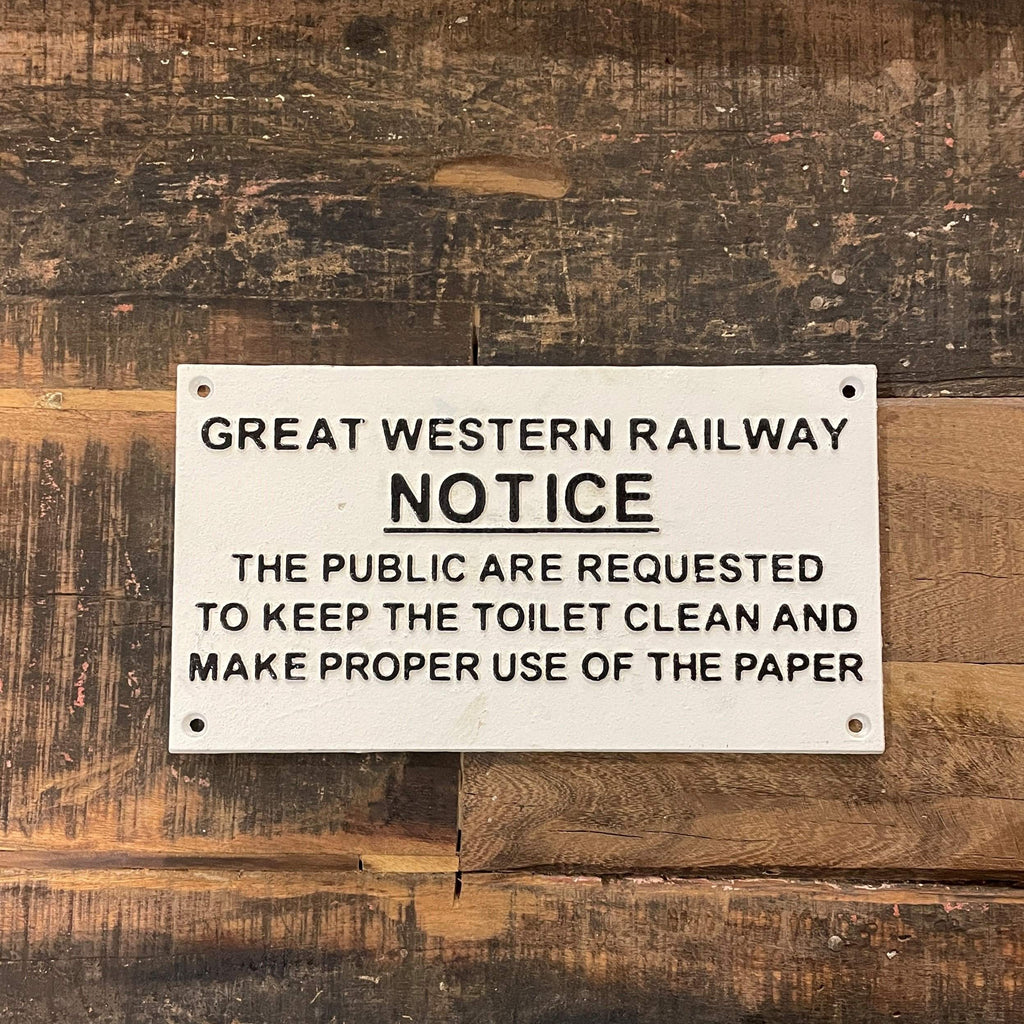 GREAT WESTERN RAILWAY
NOTICE
THE PUBLIC ARE REQUESTED
TO KEEP THE TOILET CLEAN AND
MAKE PROPER USE OF THE PAPER